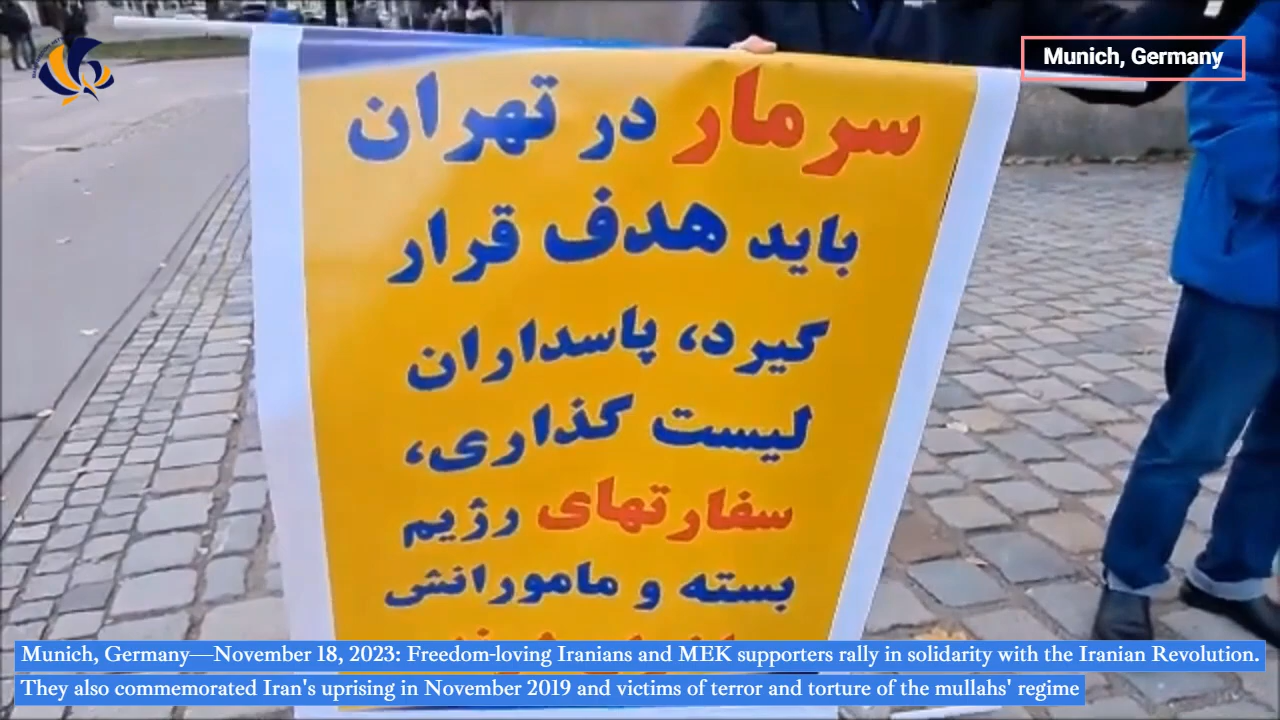 Munich, Germany
سرمار در تهران
باید هدف قرار
گیرد، پاسداران
لیست گذاری،
سفارتهای رژیم
بسته و مامورانش
Munich, Germany—November 18, 2023: Freedom-loving Iranians and MEK supporters rally in solidarity with the Iranian Revolution.
They also commemorated Iran's uprising in November 2019 and victims of terror and torture of the mullahs' regime